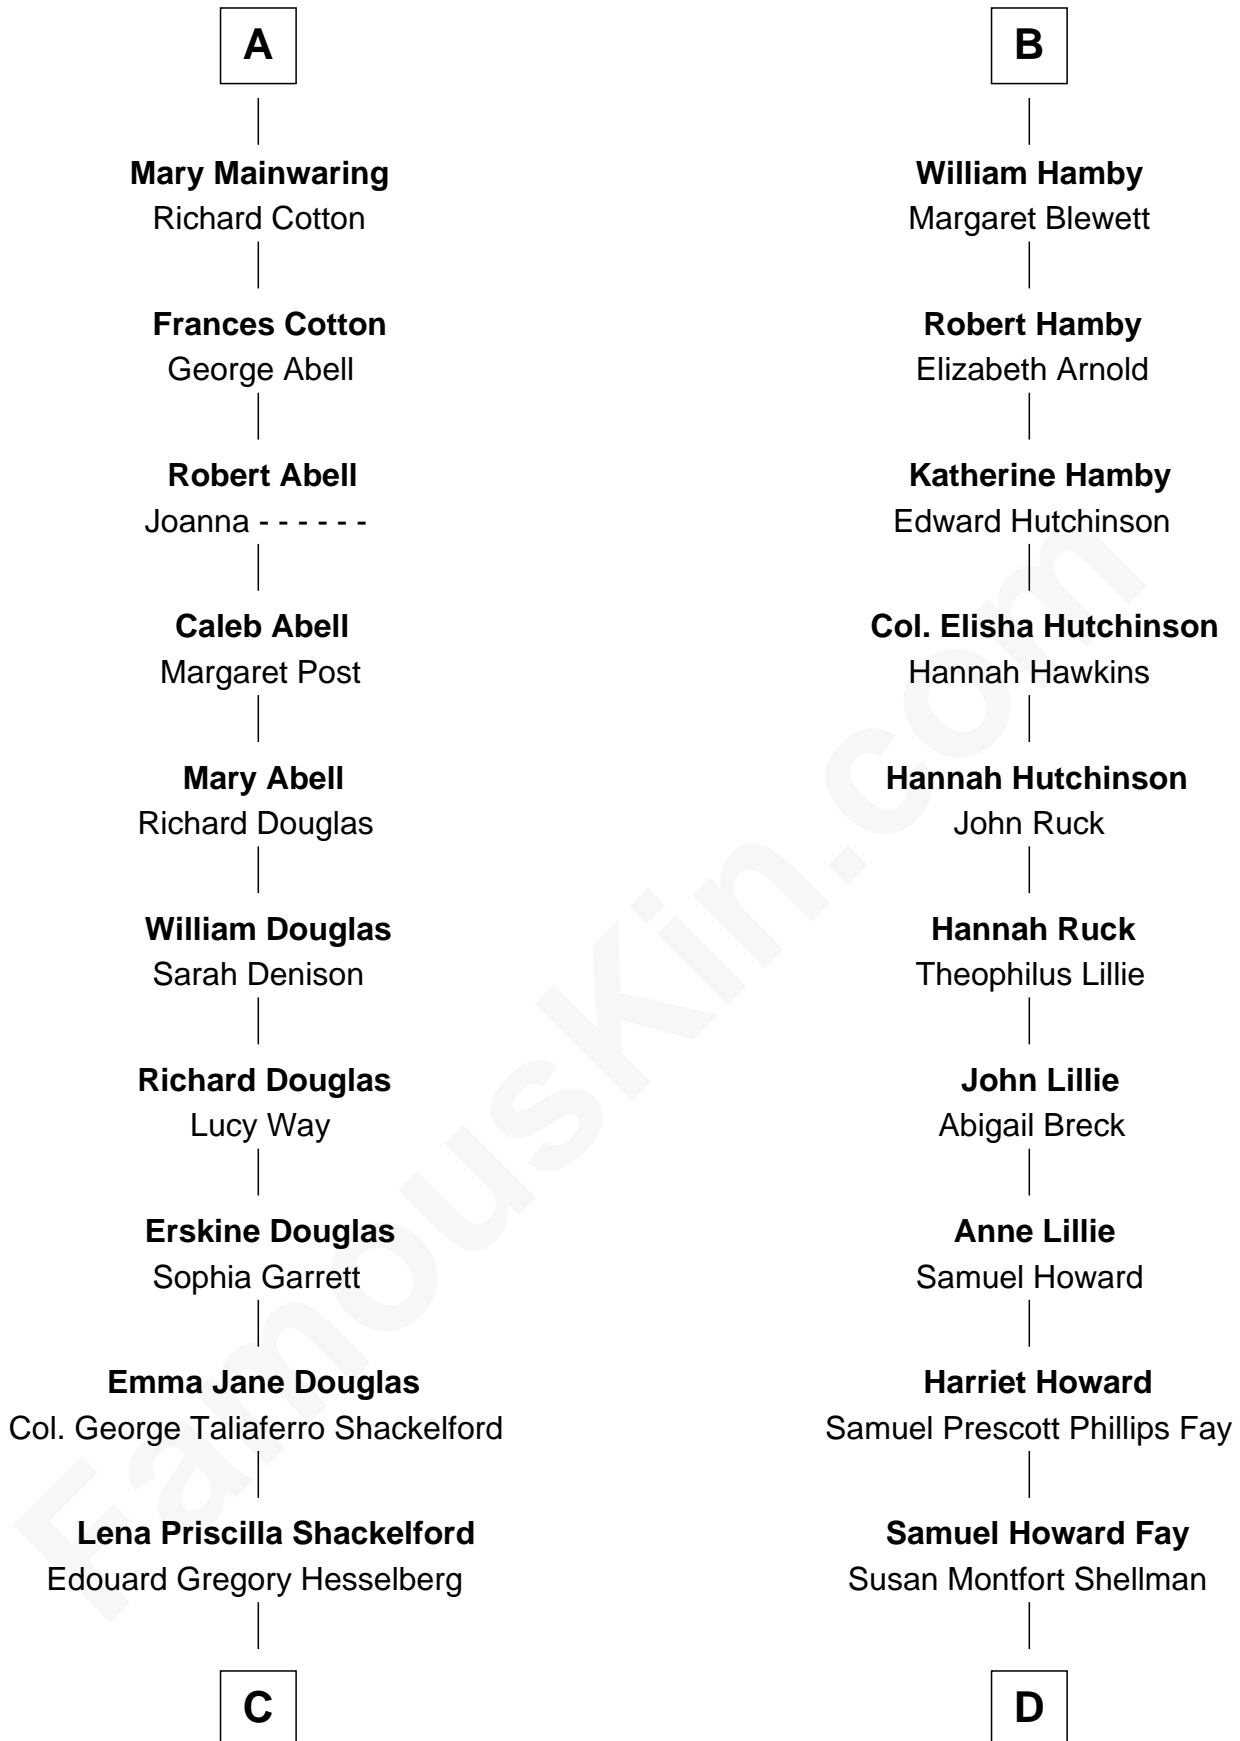 A
Mary Mainwaring
Richard Cotton
Frances Cotton
George Abell
Robert Abell
Joanna - - - - - -
Caleb Abell
Margaret Post
Mary Abell
Richard Douglas
William Douglas
Sarah Denison
Richard Douglas
Lucy Way
Erskine Douglas
Sophia Garrett
Emma Jane Douglas
Col. George Taliaferro Shackelford
Lena Priscilla Shackelford
Edouard Gregory Hesselberg
C
B
William Hamby
Margaret Blewett
Robert Hamby
Elizabeth Arnold
Katherine Hamby
Edward Hutchinson
Col. Elisha Hutchinson
Hannah Hawkins
Hannah Hutchinson
John Ruck
Hannah Ruck
Theophilus Lillie
John Lillie
Abigail Breck
Anne Lillie
Samuel Howard
Harriet Howard
Samuel Prescott Phillips Fay
Samuel Howard Fay
Susan Montfort Shellman
D
FamousKin.com